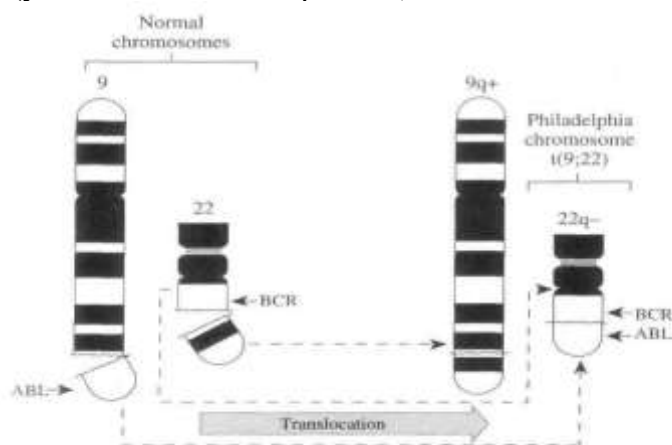 Normal
chromosomes
9
22
BCR
ABL
9q+
Philadelphia
chromosome
t(9;22)
22q–
BCR
ABL
Translocation